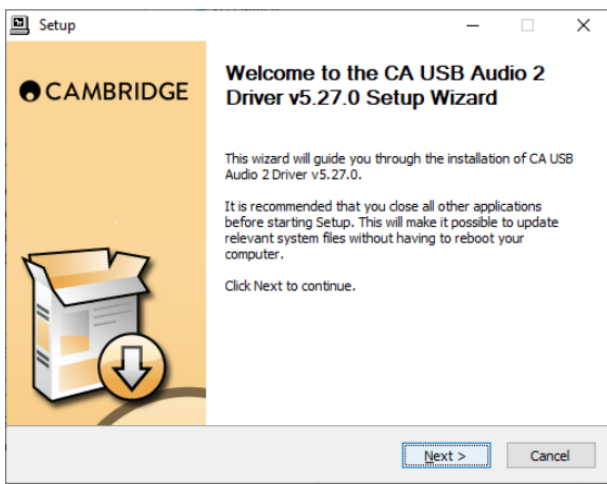 Setup
CAMBRIDGE
Welcome to the CA USB Audio 2
Driver v5.27.0 Setup Wizard
This wizard will guide you through the installation of CA USB
Audio 2 Driver v5.27.0.
It is recommended that you close all other applications
before starting Setup. This will make it possible to update
relevant system files without having to reboot your
computer.
Click Next to continue.
Next >
Cancel